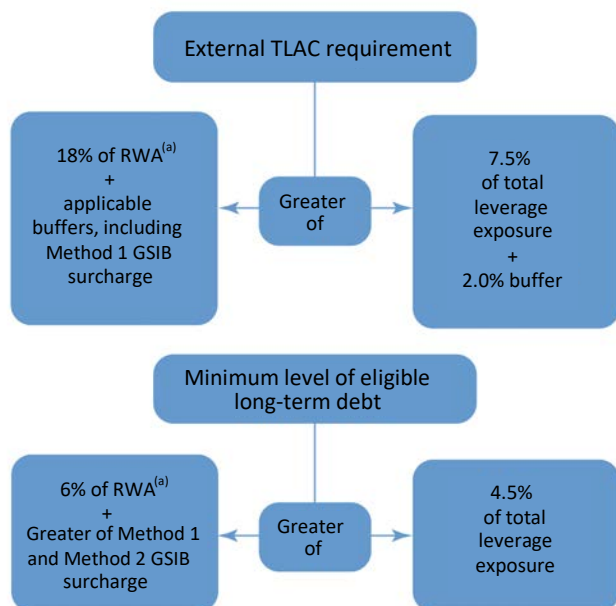 External TLAC requirement
18% of RWA(a)
+
applicable
buffers, including
Method 1 GSIB
surcharge
Greater
of
7.5%
of total
leverage
exposure
+
2.0% buffer
Minimum level of eligible
long-term debt
6% of RWA(a)
+
Greater of Method 1
and Method 2 GSIB
surcharge
Greater
of
4.5%
of total
leverage
exposure